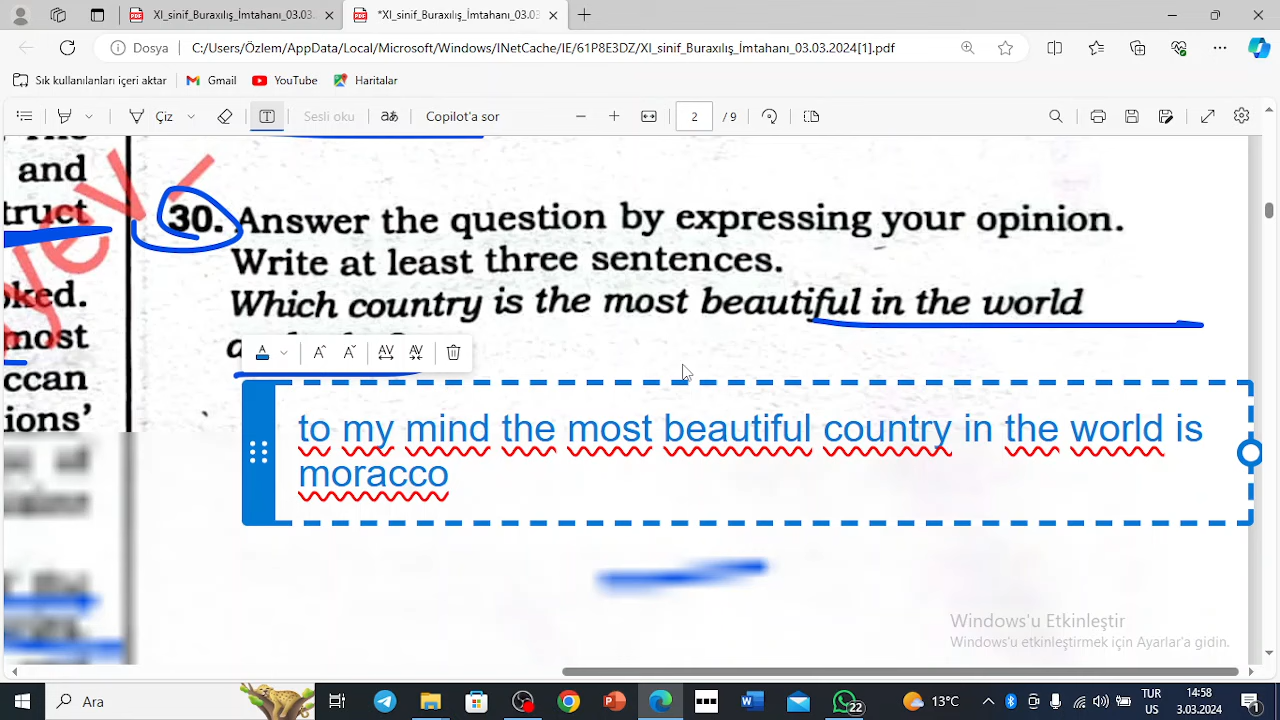 XI_sinif_Buraxılış_İmtahanı_03.03.
*XI_sinif_Buraxılış_İmtahanı_03.0
Dosya
C:/Users/Özlem/AppData/Local/Microsoft/Windows/INetCache/IE/61P8E3DZ/XI_sinif_Buraxılış_İmtahanı_03.03.2024[1].pdf
Sık kullanılanları içeri aktar
Gmail
YouTube
Haritalar
Çiz
Sesli oku
aあ
Copilot'a sor
2 / 9
and
truct
oked.
most
ccan
ions'
30. Answer the question by expressing your opinion.
Write at least three sentences.
Which country is the most beautiful in the world
to my mind the most beautiful country in the world is
moracco
Windows'u Etkinleştir
Windows'u etkinleştirmek için Ayarlar'a gidin.
Ara
22
13°C
TUR
US
14:58
3.03.2024
1